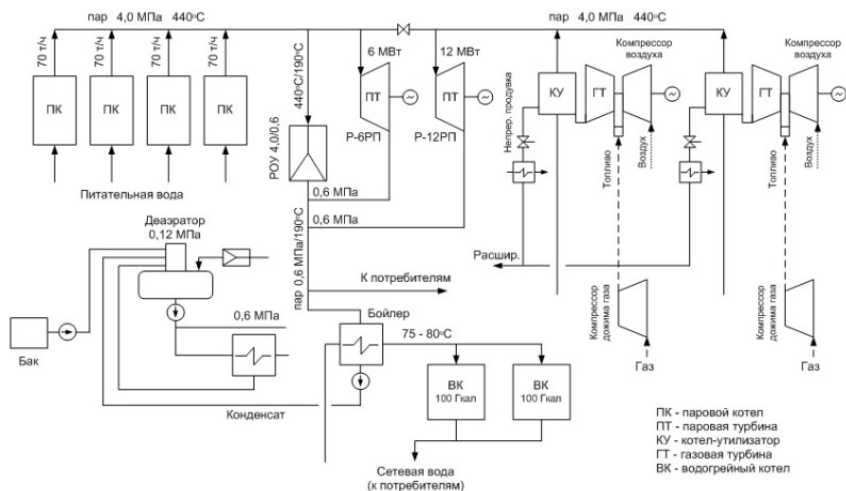 пар 4,0 МПа 440°С
пар 4,0 МПа 440°С
70 т/ч
70 т/ч
70 т/ч
70 т/ч
ПК
ПК
ПК
ПК
Питательная вода
440°С/190°С
РОУ 4,0/0,6
6 МВт
ПТ
Р-6РП
12 МВт
ПТ
Р-12РП
0,6 МПа
0,6 МПа
Компрессор
воздуха
КУ
ГТ
Непрер. продувка
Топливо
Воздух
Компрессор
воздуха
КУ
ГТ
Топливо
Воздух
Расшир.
Компрессор
дожима газа
Газ
Компрессор
дожима газа
Газ
Деаэратор
0,12 МПа
0,6 МПа
Бак
Конденсат
пар 0,6 МПа/190°С
К потребителям
Бойлер
75 - 80°С
ВК
100 Гкал
ВК
100 Гкал
Сетевая вода
(к потребителям)
ПК - паровой котел
ПТ - паровая турбина
КУ - котел-утилизатор
ГТ - газовая турбина
ВК - водогрейный котел